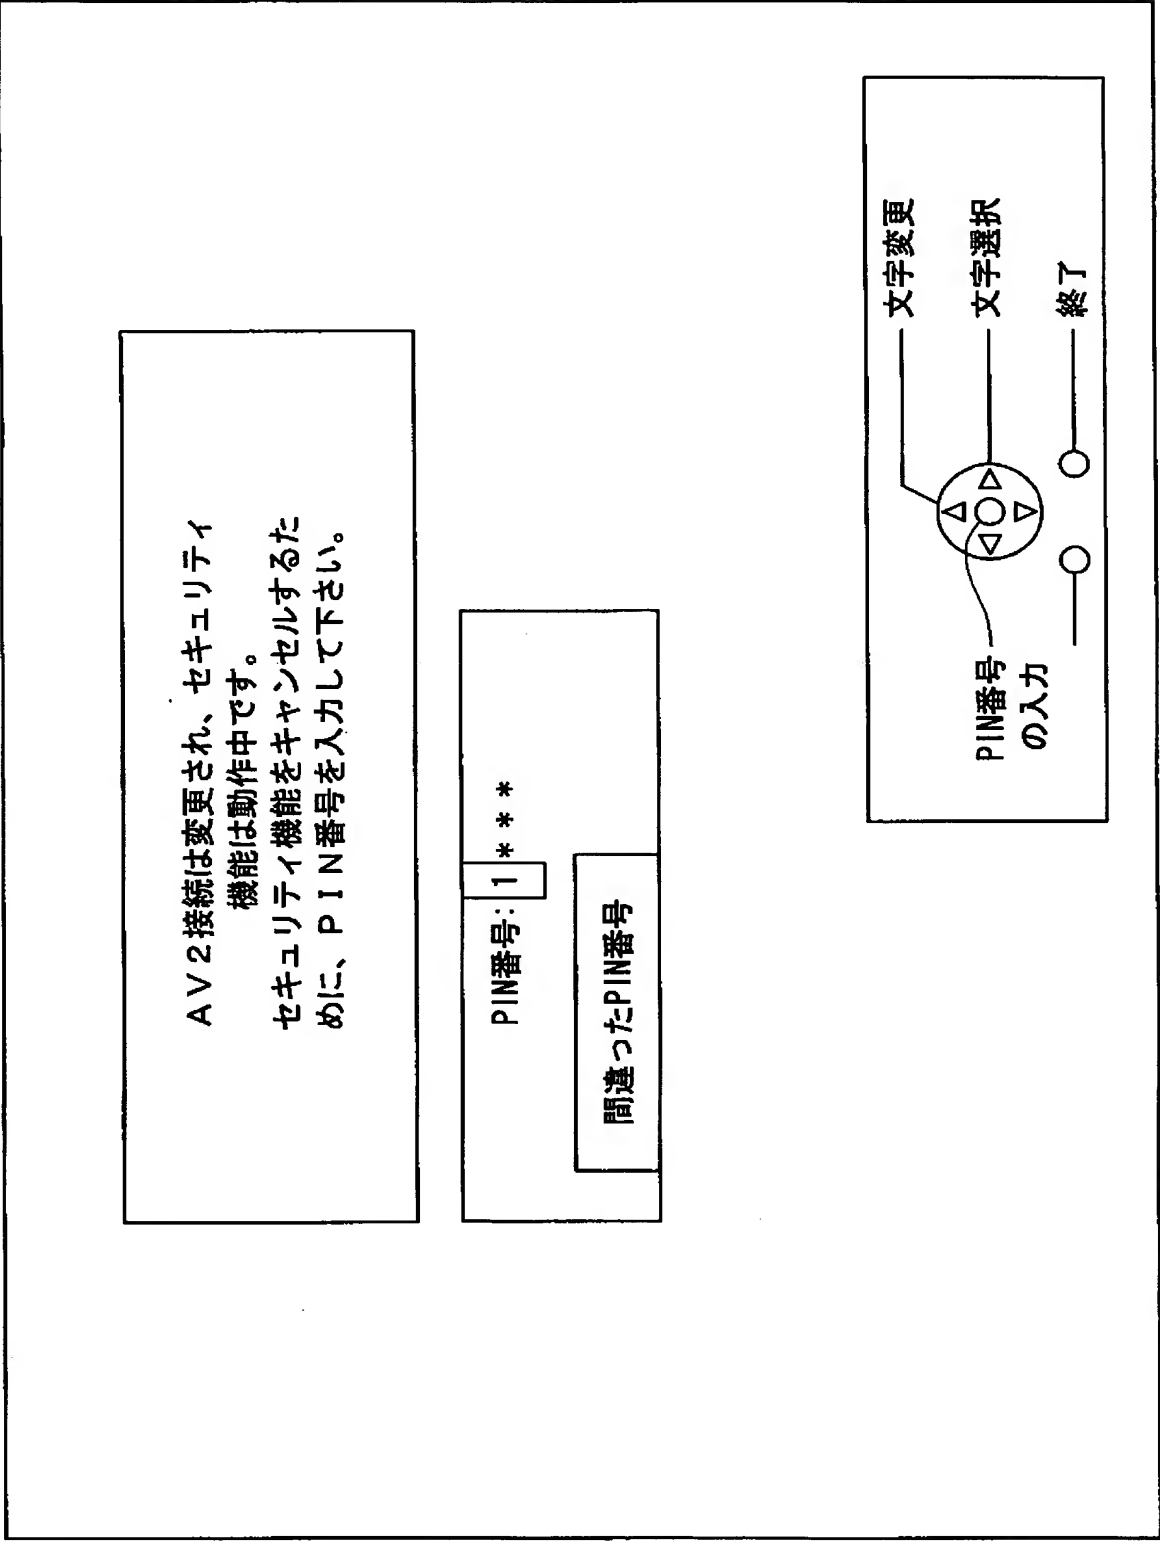 AV2接続は変更され、セキュリティ
機能は動作中です。
セキュリティ機能をキャンセルするた
めに、PIN番号を入力して下さい。
PIN番号:1***
間違ったPIN番号
文字変更
文字選択
PIN番号
の入力
終了